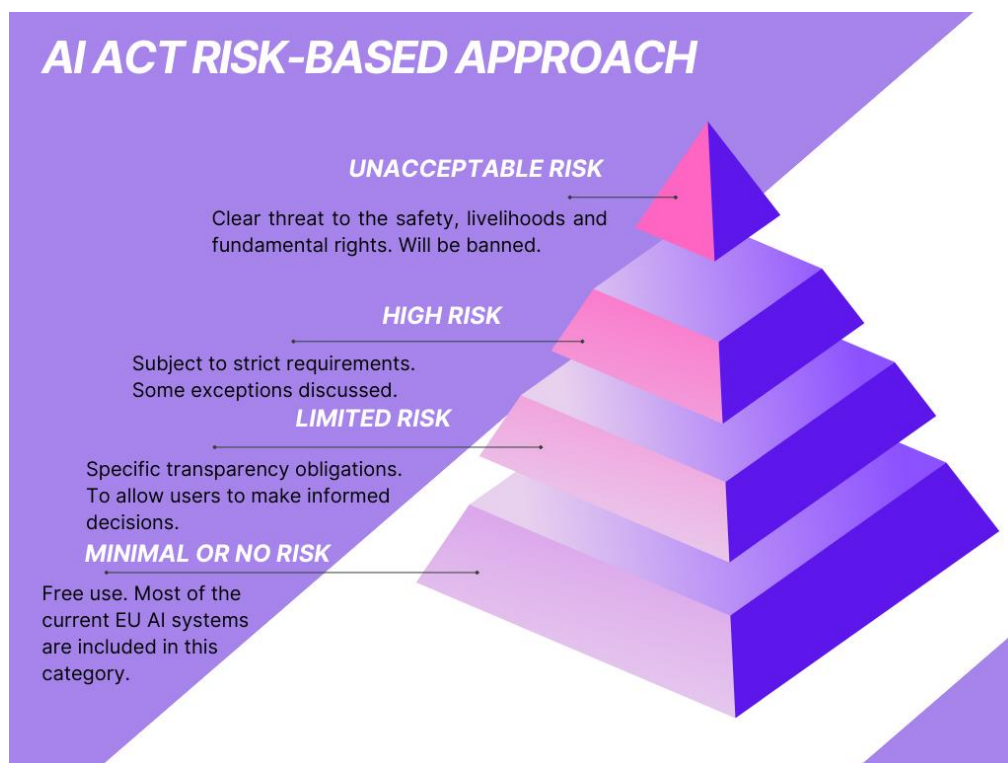 AI ACT RISK-BASED APPROACH
UNACCEPTABLE RISK
Clear threat to the safety, livelihoods and
fundamental rights. Will be banned.
HIGH RISK
Subject to strict requirements.
Some exceptions discussed.
LIMITED RISK
Specific transparency obligations.
To allow users to make informed
decisions.
MINIMAL OR NO RISK
Free use. Most of the
current EU AI systems
are included in this
category.